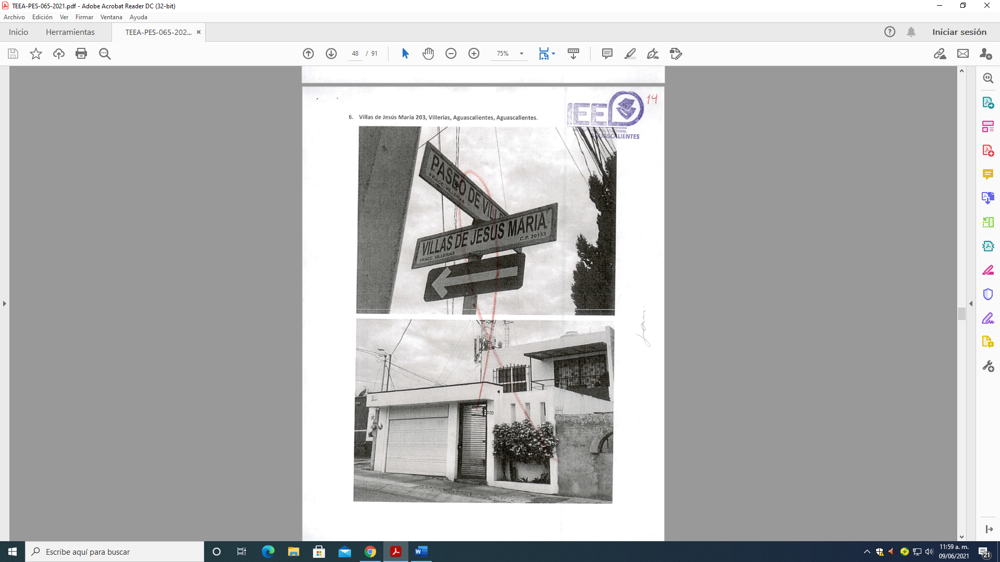 TEEA-PES-065-2021.pdf - Adobe Acrobat Reader DC (32-bit)
Archivo Edición Ver Firmar Ventana Ayuda
Inicio Herramientas TEEA-PES-065-202... Iniciar sesión
48 / 91 75%
14
IEE
AGUASCALIENTES
6. Villas de Jesús María 203, Villerías, Aguascalientes, Aguascalientes.
PASEO DE VILLE
FRACC. VILLERIAS
VILLAS DE JESUS MARIA
FRACC. VILLERIAS C.P. 20133
203
Escribe aquí para buscar
11:59 a. m.
09/06/2021
21